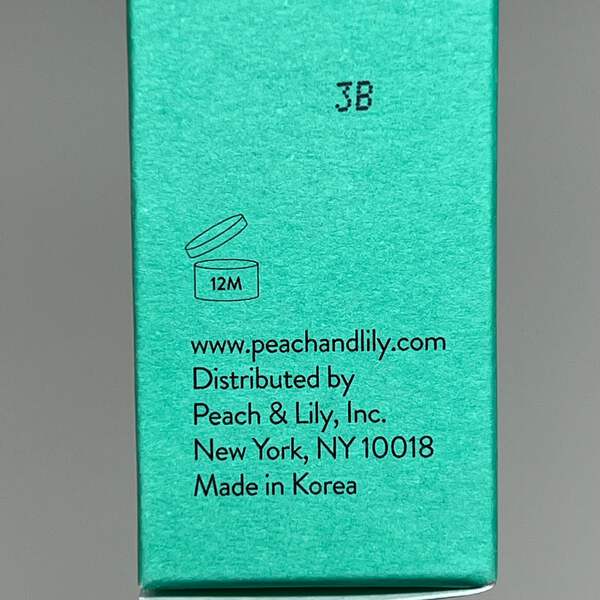 3B
12M
www.peachandlily.com
Distributed by
Peach & Lily, Inc.
New York, NY 10018
Made in Korea